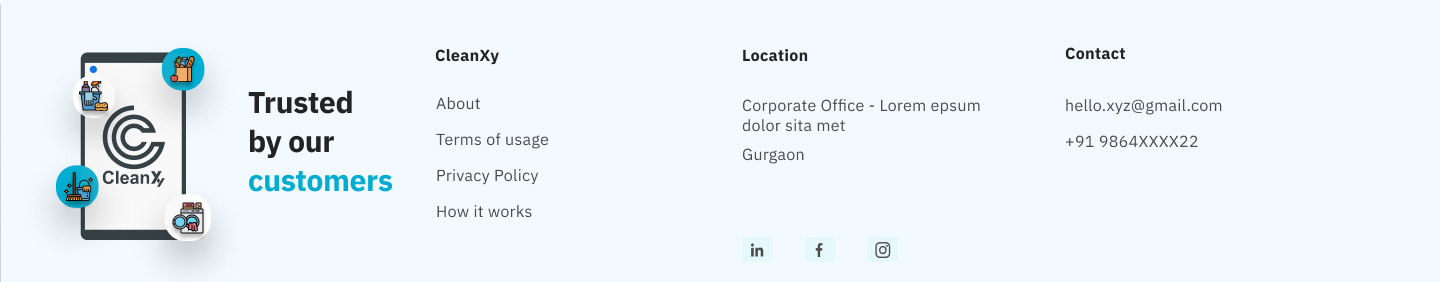 CleanXy
Trusted
by our
customers
CleanXy
About
Terms of usage
Privacy Policy
How it works
Location
Corporate Office - Lorem epsum
dolor sita met
Gurgaon
in
f
Contact
hello.xyz@gmail.com
+91 9864XXXX22